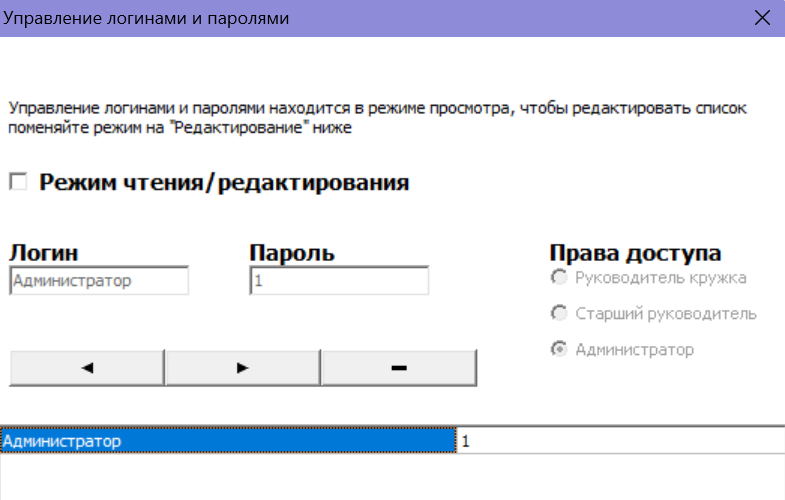 Управление логинами и паролями
Управление логинами и паролями находится в режиме просмотра, чтобы редактировать список
поменяйте режим на "Редактирование" ниже
Режим чтения/редактирования
Логин
Пароль
Права доступа
Администратор
1
Руководитель кружка
Старший руководитель
Администратор
Администратор
1